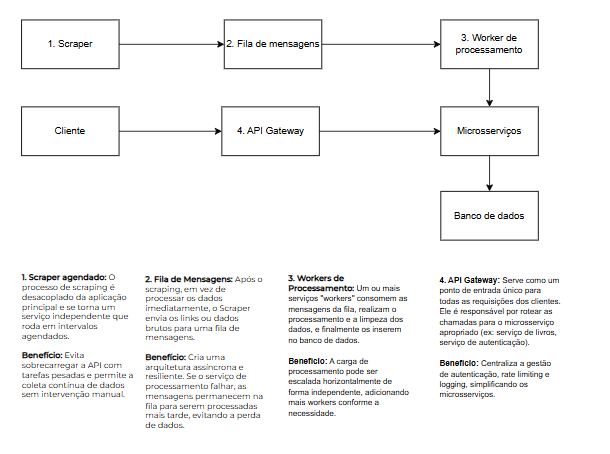 1. Scraper
2. Fila de mensagens
3. Worker de
processamento
Cliente
4. API Gateway
Microsserviços
Banco de dados
1. Scraper agendado: O
processo de scraping é
desacoplado da aplicação
principal e se torna um
serviço independente que
roda em intervalos
agendados.
Benefício: Evita
sobrecarregar a API com
tarefas pesadas e permite a
coleta contínua de dados
sem intervenção manual.
2. Fila de Mensagens: Após o
scraping, em vez de
processar os dados
imediatamente, o Scraper
envia os links ou dados
brutos para uma fila de
mensagens.
Benefício: Cria uma
arquitetura assíncrona e
resiliente. Se o serviço de
processamento falhar, as
mensagens permanecem na
fila para serem processadas
mais tarde, evitando a perda
de dados.
3. Workers de
Processamento: Um ou mais
serviços "workers" consomem as
mensagens da fila, realizam o
processamento e a limpeza dos
dados, e finalmente os inserem
no banco de dados.
Benefício: A carga de
processamento pode ser
escalada horizontalmente de
forma independente, adicionando
mais workers conforme a
necessidade.
4. API Gateway: Serve como um
ponto de entrada único para
todas as requisições dos clientes.
Ele é responsável por rotear as
chamadas para o microsserviço
apropriado (ex: serviço de livros,
serviço de autenticação).
Benefício: Centraliza a gestão
de autenticação, rate limiting e
logging, simplificando os
microsserviços.